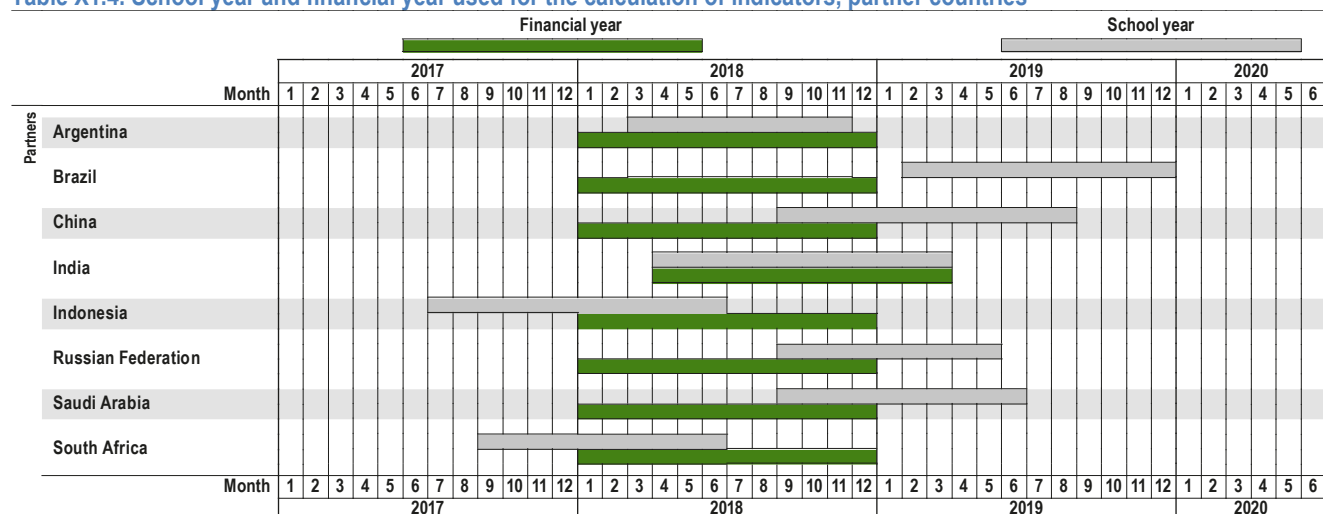 Table X1.4. School year and financial year used for the calculation of indicators, partner countries
Financial year School year
2017 2018 2019 2020
Month 1 2 3 4 5 6 7 8 9 10 11 12 1 2 3 4 5 6 7 8 9 10 11 12 1 2 3 4 5 6 7 8 9 10 11 12 1 2 3 4 5 6
Partners
Argentina
Brazil
China
India
Indonesia
Russian Federation
Saudi Arabia
South Africa
Month 1 2 3 4 5 6 7 8 9 10 11 12 1 2 3 4 5 6 7 8 9 10 11 12 1 2 3 4 5 6 7 8 9 10 11 12 1 2 3 4 5 6
2017 2018 2019 2020